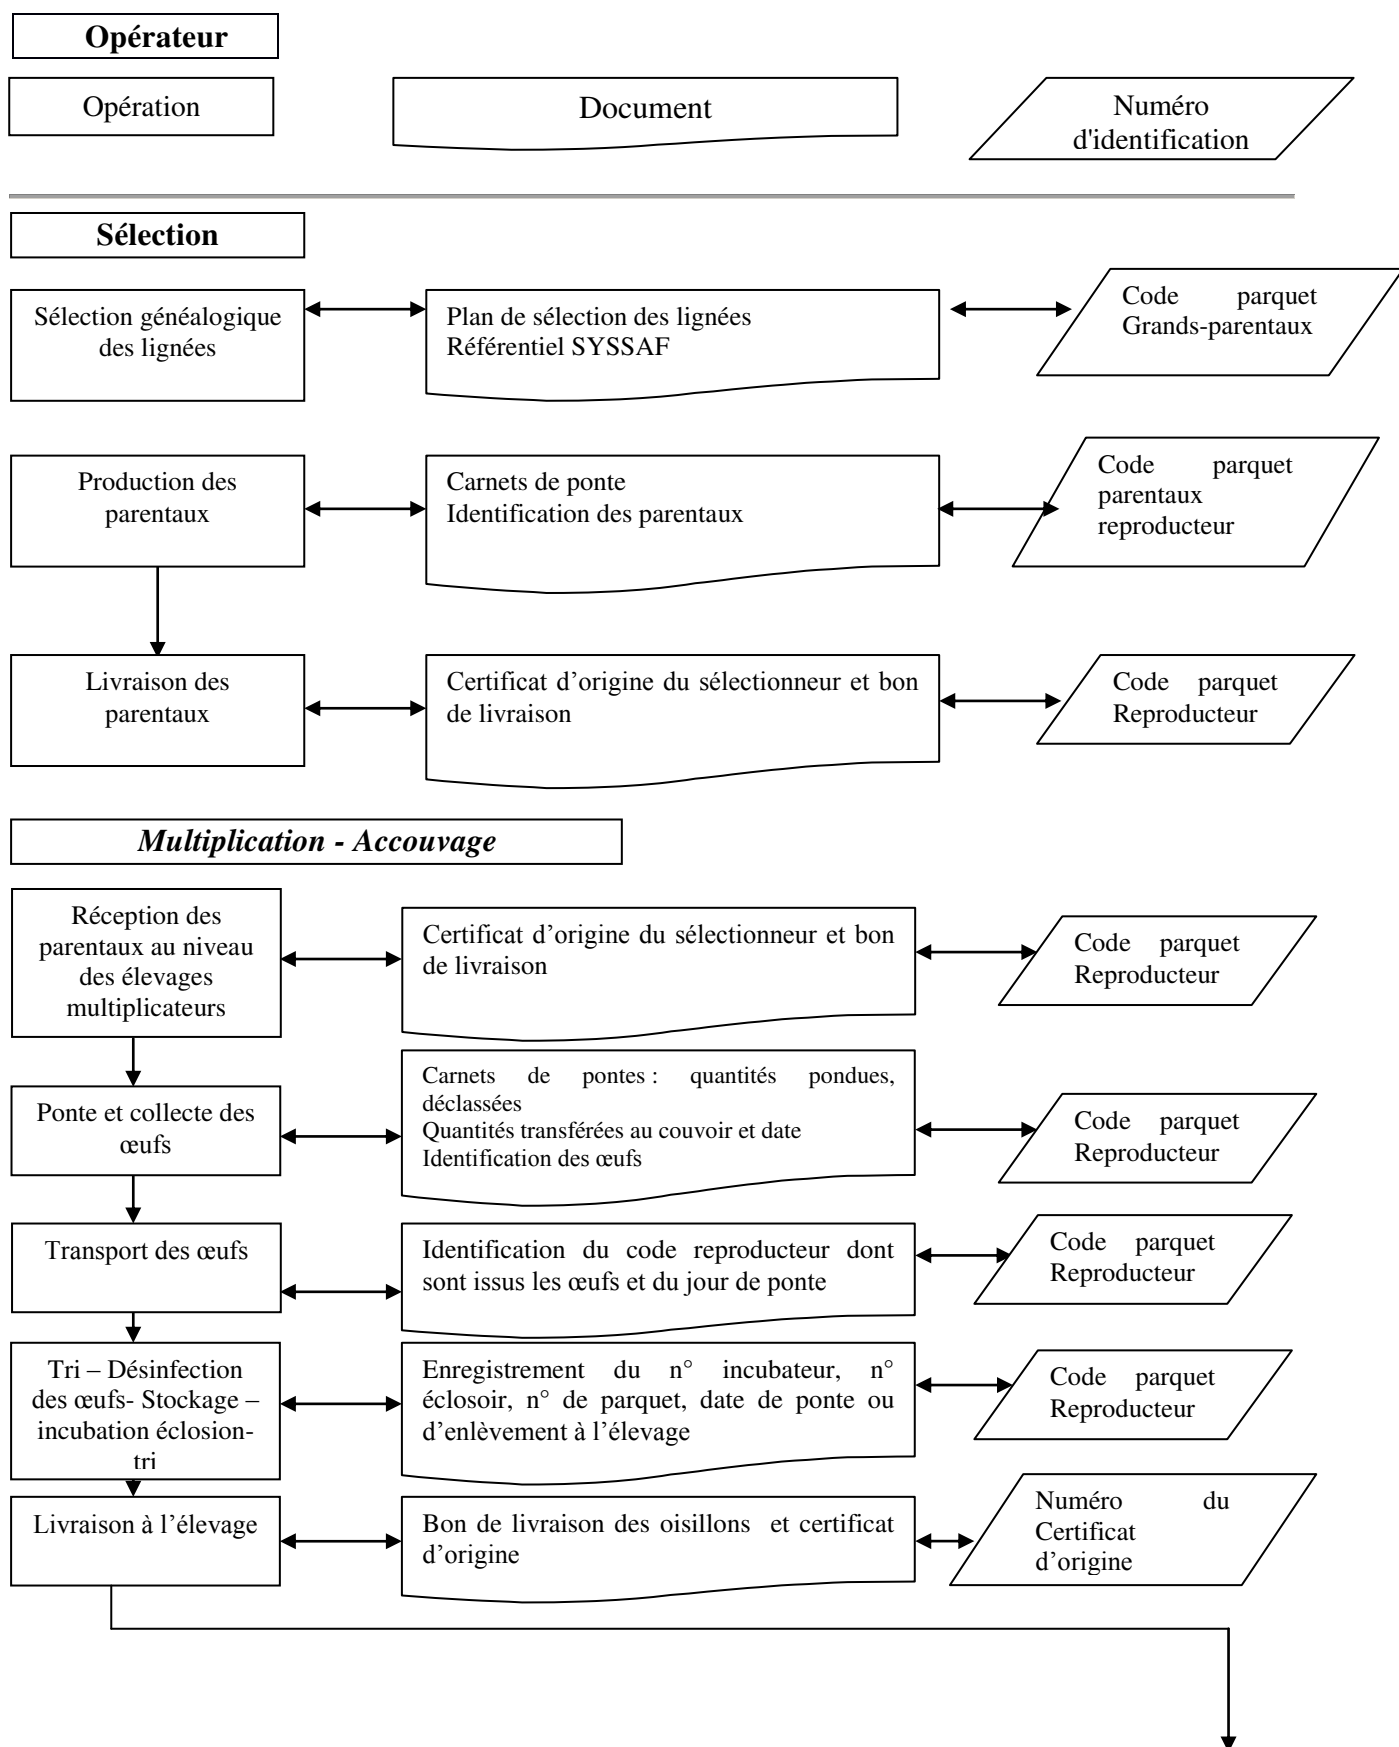 Opérateur
Opération
Document
Numéro
d'identification
Sélection
Sélection généalogique
des lignées
Plan de sélection des lignées
Référentiel SYSSAF
Code parquet
Grands-parentaux
Production des
parentaux
Carnets de ponte
Identification des parentaux
Code parquet
parentaux
reproducteur
Livraison des
parentaux
Certificat d’origine du sélectionneur et bon
de livraison
Code parquet
Reproducteur
Multiplication - Accouvage
Réception des
parentaux au niveau
des élevages
multiplicateurs
Certificat d’origine du sélectionneur et bon
de livraison
Code parquet
Reproducteur
Ponte et collecte des
œufs
Carnets de pontes : quantités pondues,
déclassées
Quantités transférées au couvoir et date
Identification des œufs
Code parquet
Reproducteur
Transport des œufs
Identification du code reproducteur dont
sont issus les œufs et du jour de ponte
Code parquet
Reproducteur
Tri – Désinfection
des œufs- Stockage –
incubation éclosion-
tri
Enregistrement du n° incubateur, n°
éclosoir, n° de parquet, date de ponte ou
d’enlèvement à l’élevage
Code parquet
Reproducteur
Livraison à l’élevage
Bon de livraison des oisillons et certificat
d’origine
Numéro du
Certificat
d’origine